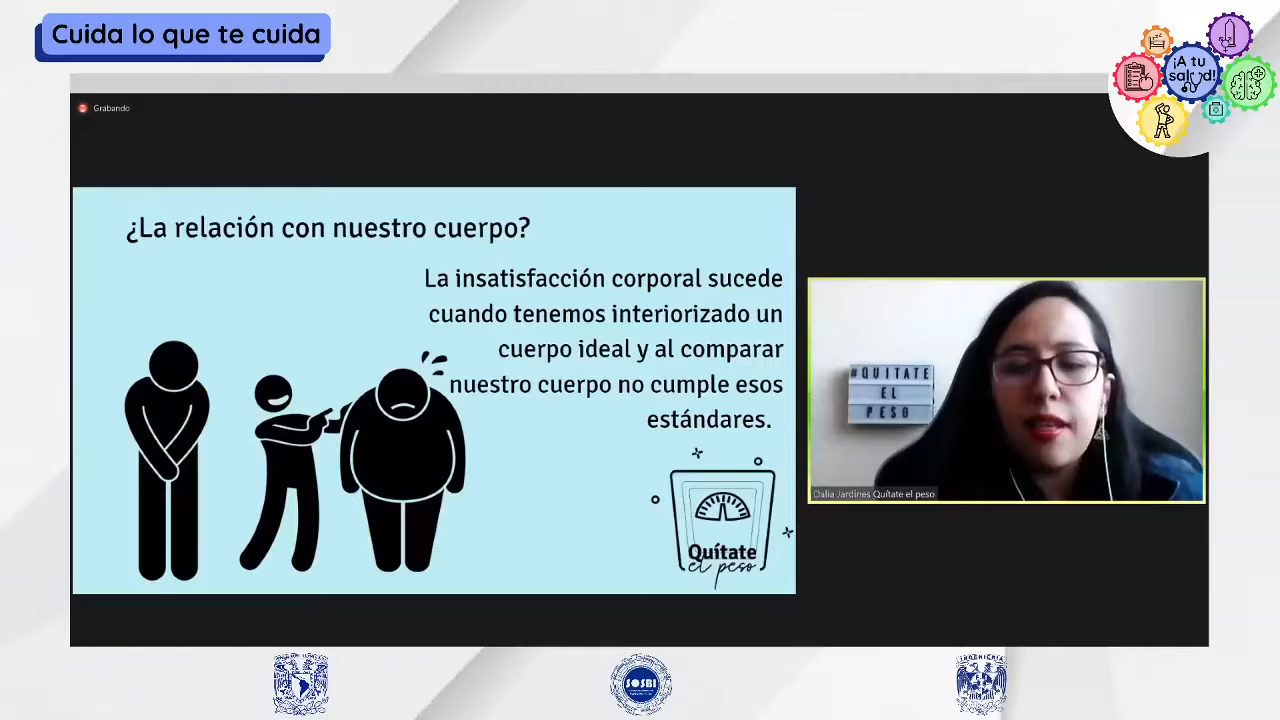 Cuida lo que te cuida
¡A tu
salud!
Grabando
¿La relación con nuestro cuerpo?
La insatisfacción corporal sucede
cuando tenemos interiorizado un
cuerpo ideal y al comparar
nuestro cuerpo no cumple esos
estándares.
Quítate
el peso
#QUITATE
EL
PESO
Dalia Jardines Quítate el peso
SOSBI